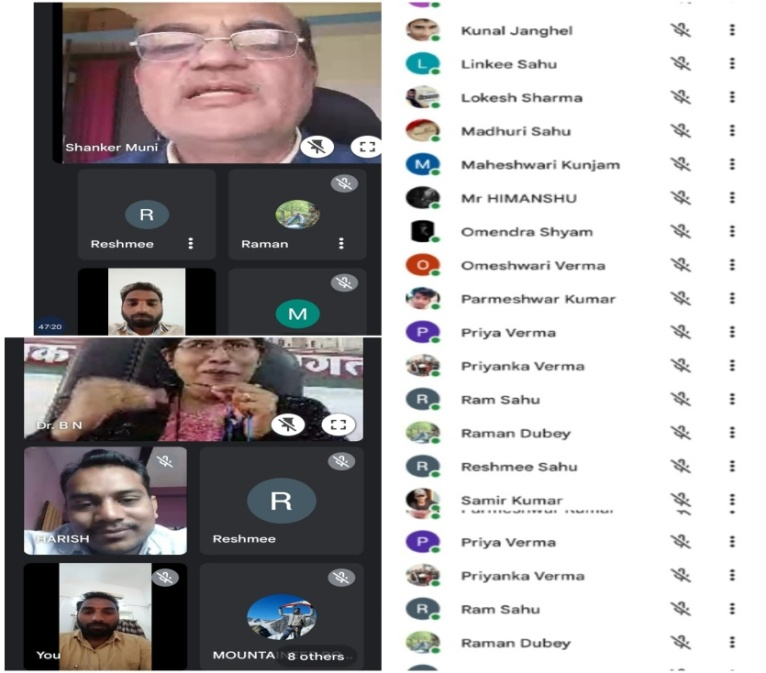 Shanker Muni
R
Reshmee
Raman
M
47:20
Dr. B N
HARISH
R
Reshmee
You
8 others
Kunal Janghel
L
Linkee Sahu
Lokesh Sharma
Madhuri Sahu
M
Maheshwari Kunjam
Mr HIMANSHU
Omendra Shyam
O
Omeshwari Verma
Parmeshwar Kumar
P
Priya Verma
Priyanka Verma
R
Ram Sahu
Raman Dubey
R
Reshmee Sahu
Samir Kumar
P
Priya Verma
Priyanka Verma
R
Ram Sahu
Raman Dubey